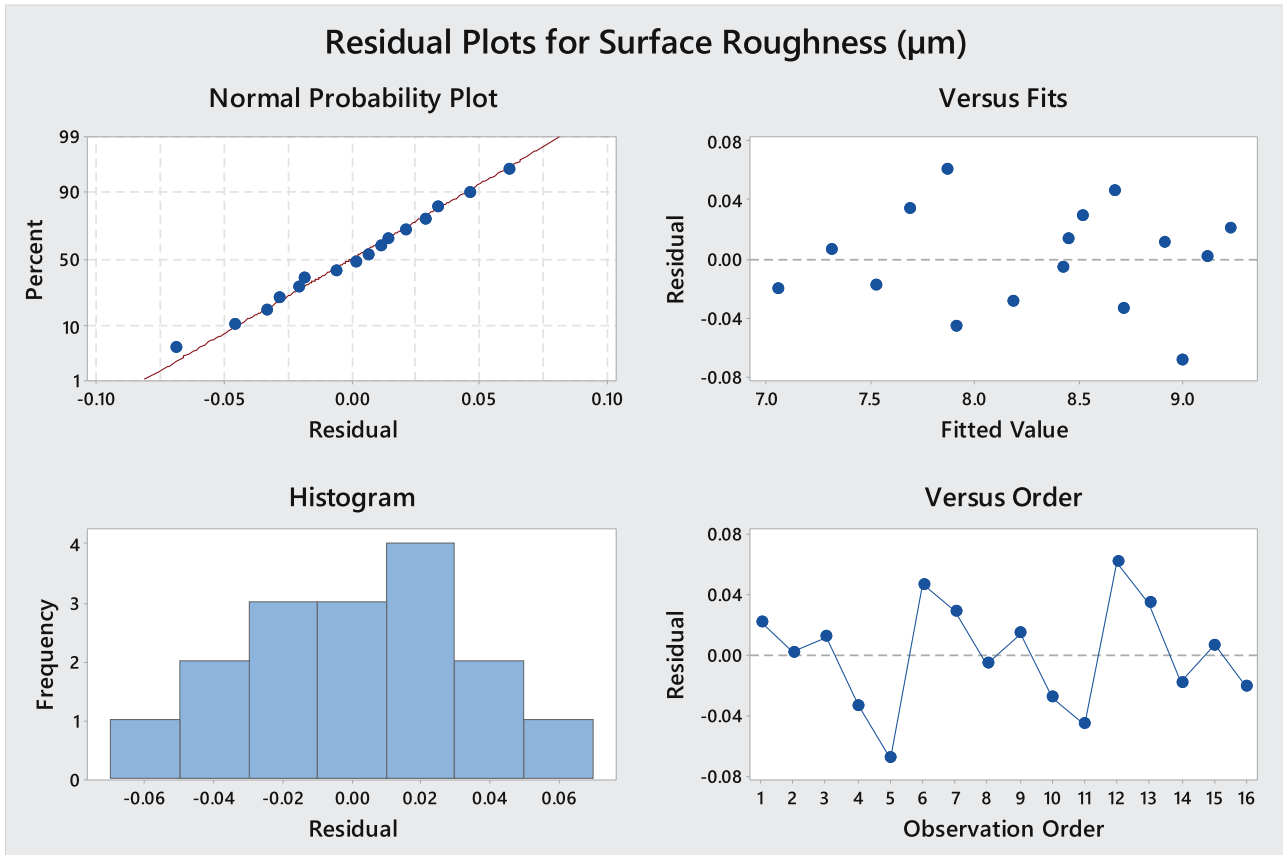 Residual Plots for Surface Roughness (µm)
Normal Probability Plot
99
90
50
10
1
Percent
-0.10 -0.05 0.00 0.05 0.10
Residual
Versus Fits
0.08
0.04
0.00
-0.04
-0.08
Residual
7.0 7.5 8.0 8.5 9.0
Fitted Value
Histogram
4
3
2
1
0
Frequency
-0.06 -0.04 -0.02 0.00 0.02 0.04 0.06
Residual
Versus Order
0.08
0.04
0.00
-0.04
-0.08
Residual
1 2 3 4 5 6 7 8 9 10 11 12 13 14 15 16
Observation Order